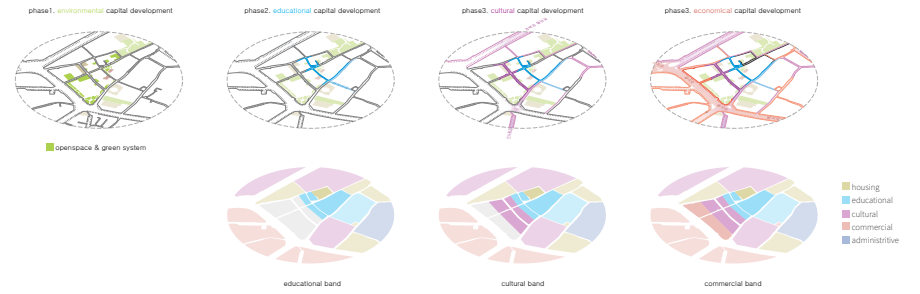 phase1. environmental capital development
phase2. educational capital development
phase3. cultural capital development
phase3. economical capital development
openspace & green system
housing
educational
cultural
commercial
administritive
educational band
cultural band
commercial band